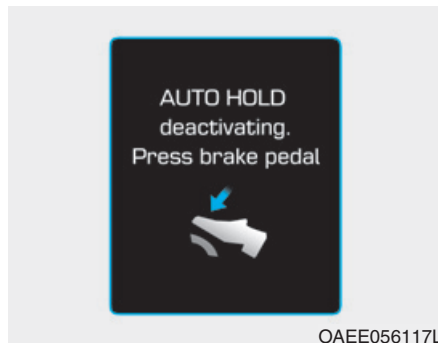 AUTO HOLD
deactivating.
Press brake pedal
OAEE056117L